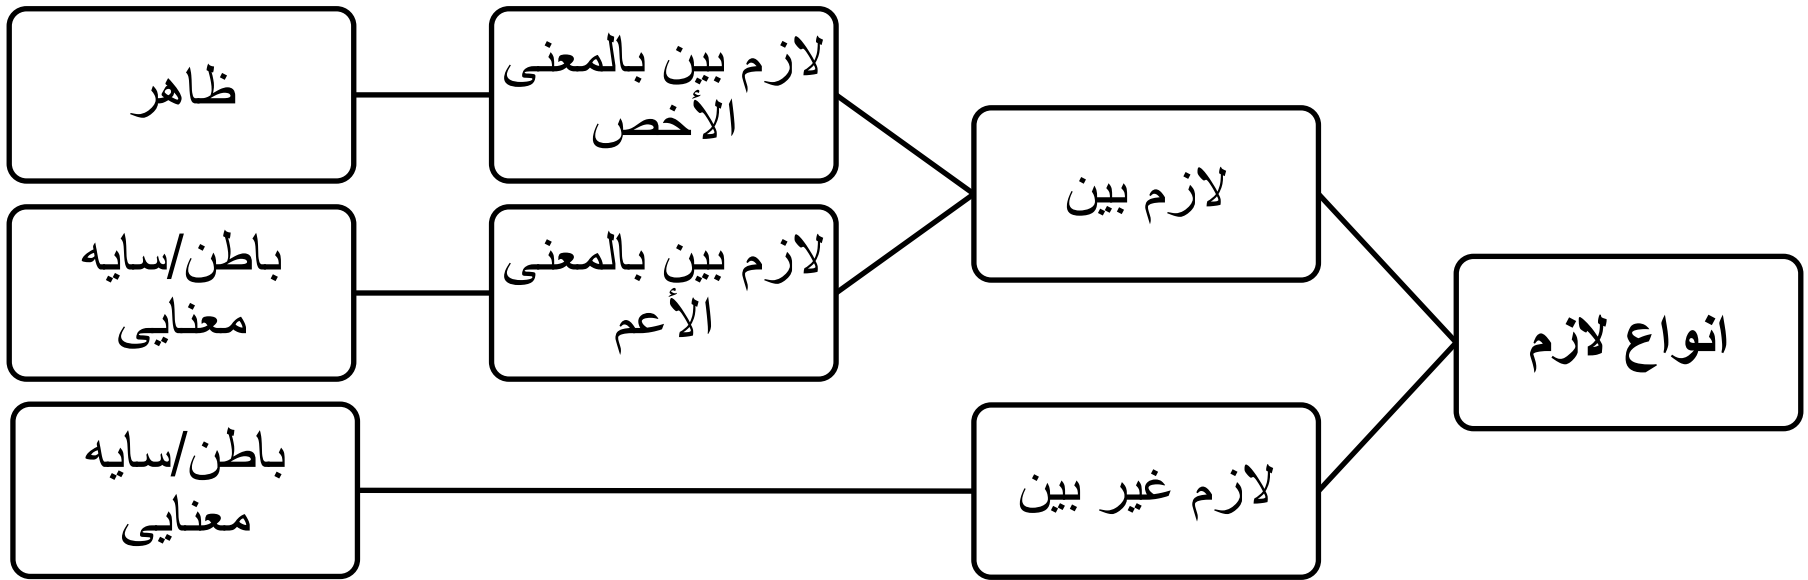 انواع لازم
لازم بین
لازم بین بالمعنی
الأخص
ظاهر
لازم بین بالمعنی
الأعم
باطن/سایه
معنایی
لازم غیر بین
باطن/سایه
معنایی